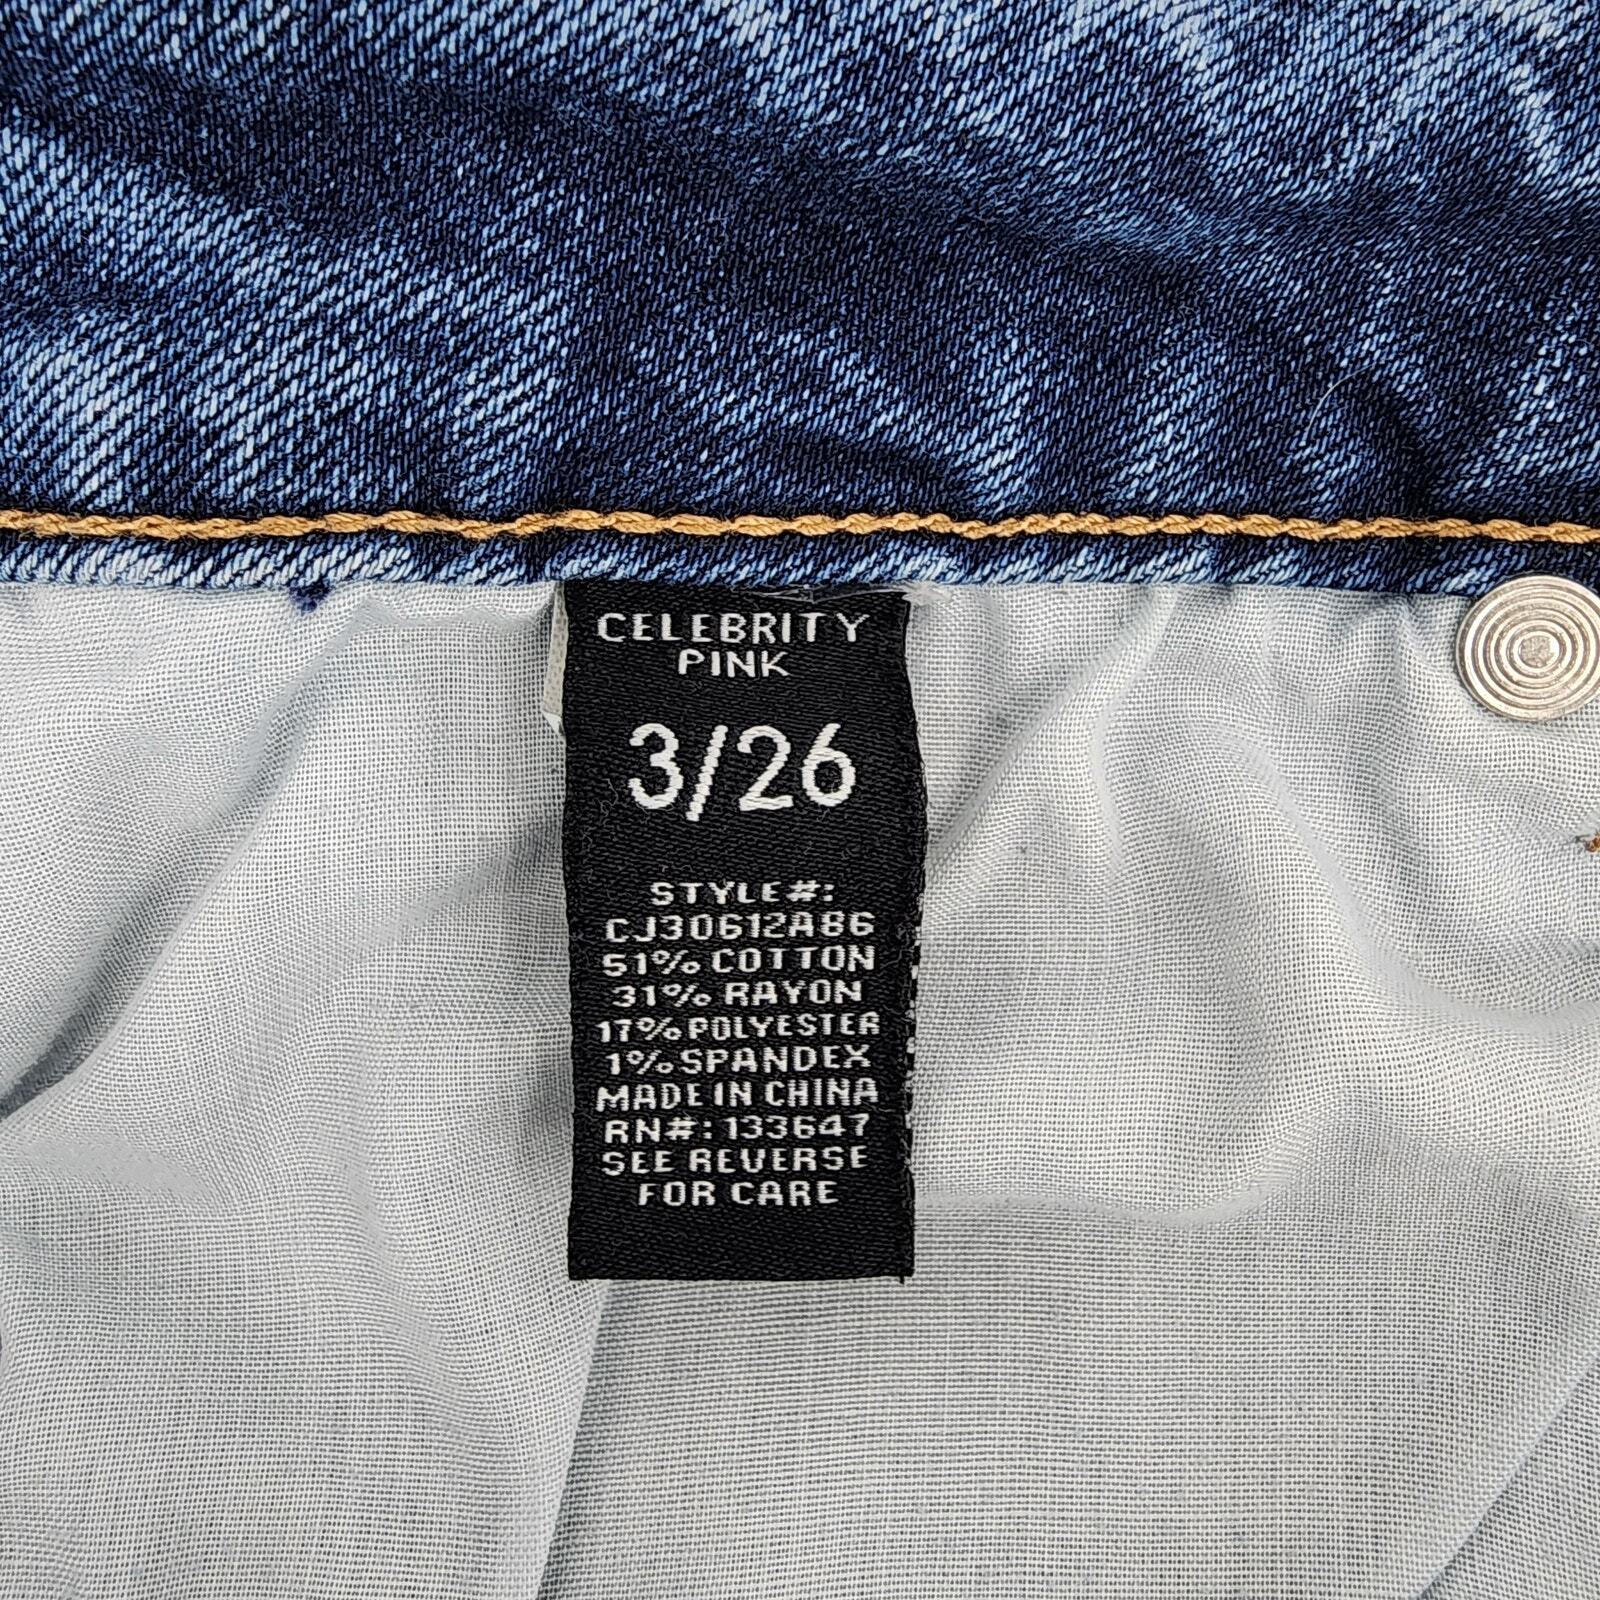 CELEBRITY
PINK
3/26
STYLE#:
CJ30612A86
51% COTTON
31% RAYON
17% POLYESTER
1% SPANDEX
MADE IN CHINA
RN#: 133647
SEE REVERSE
FOR CARE